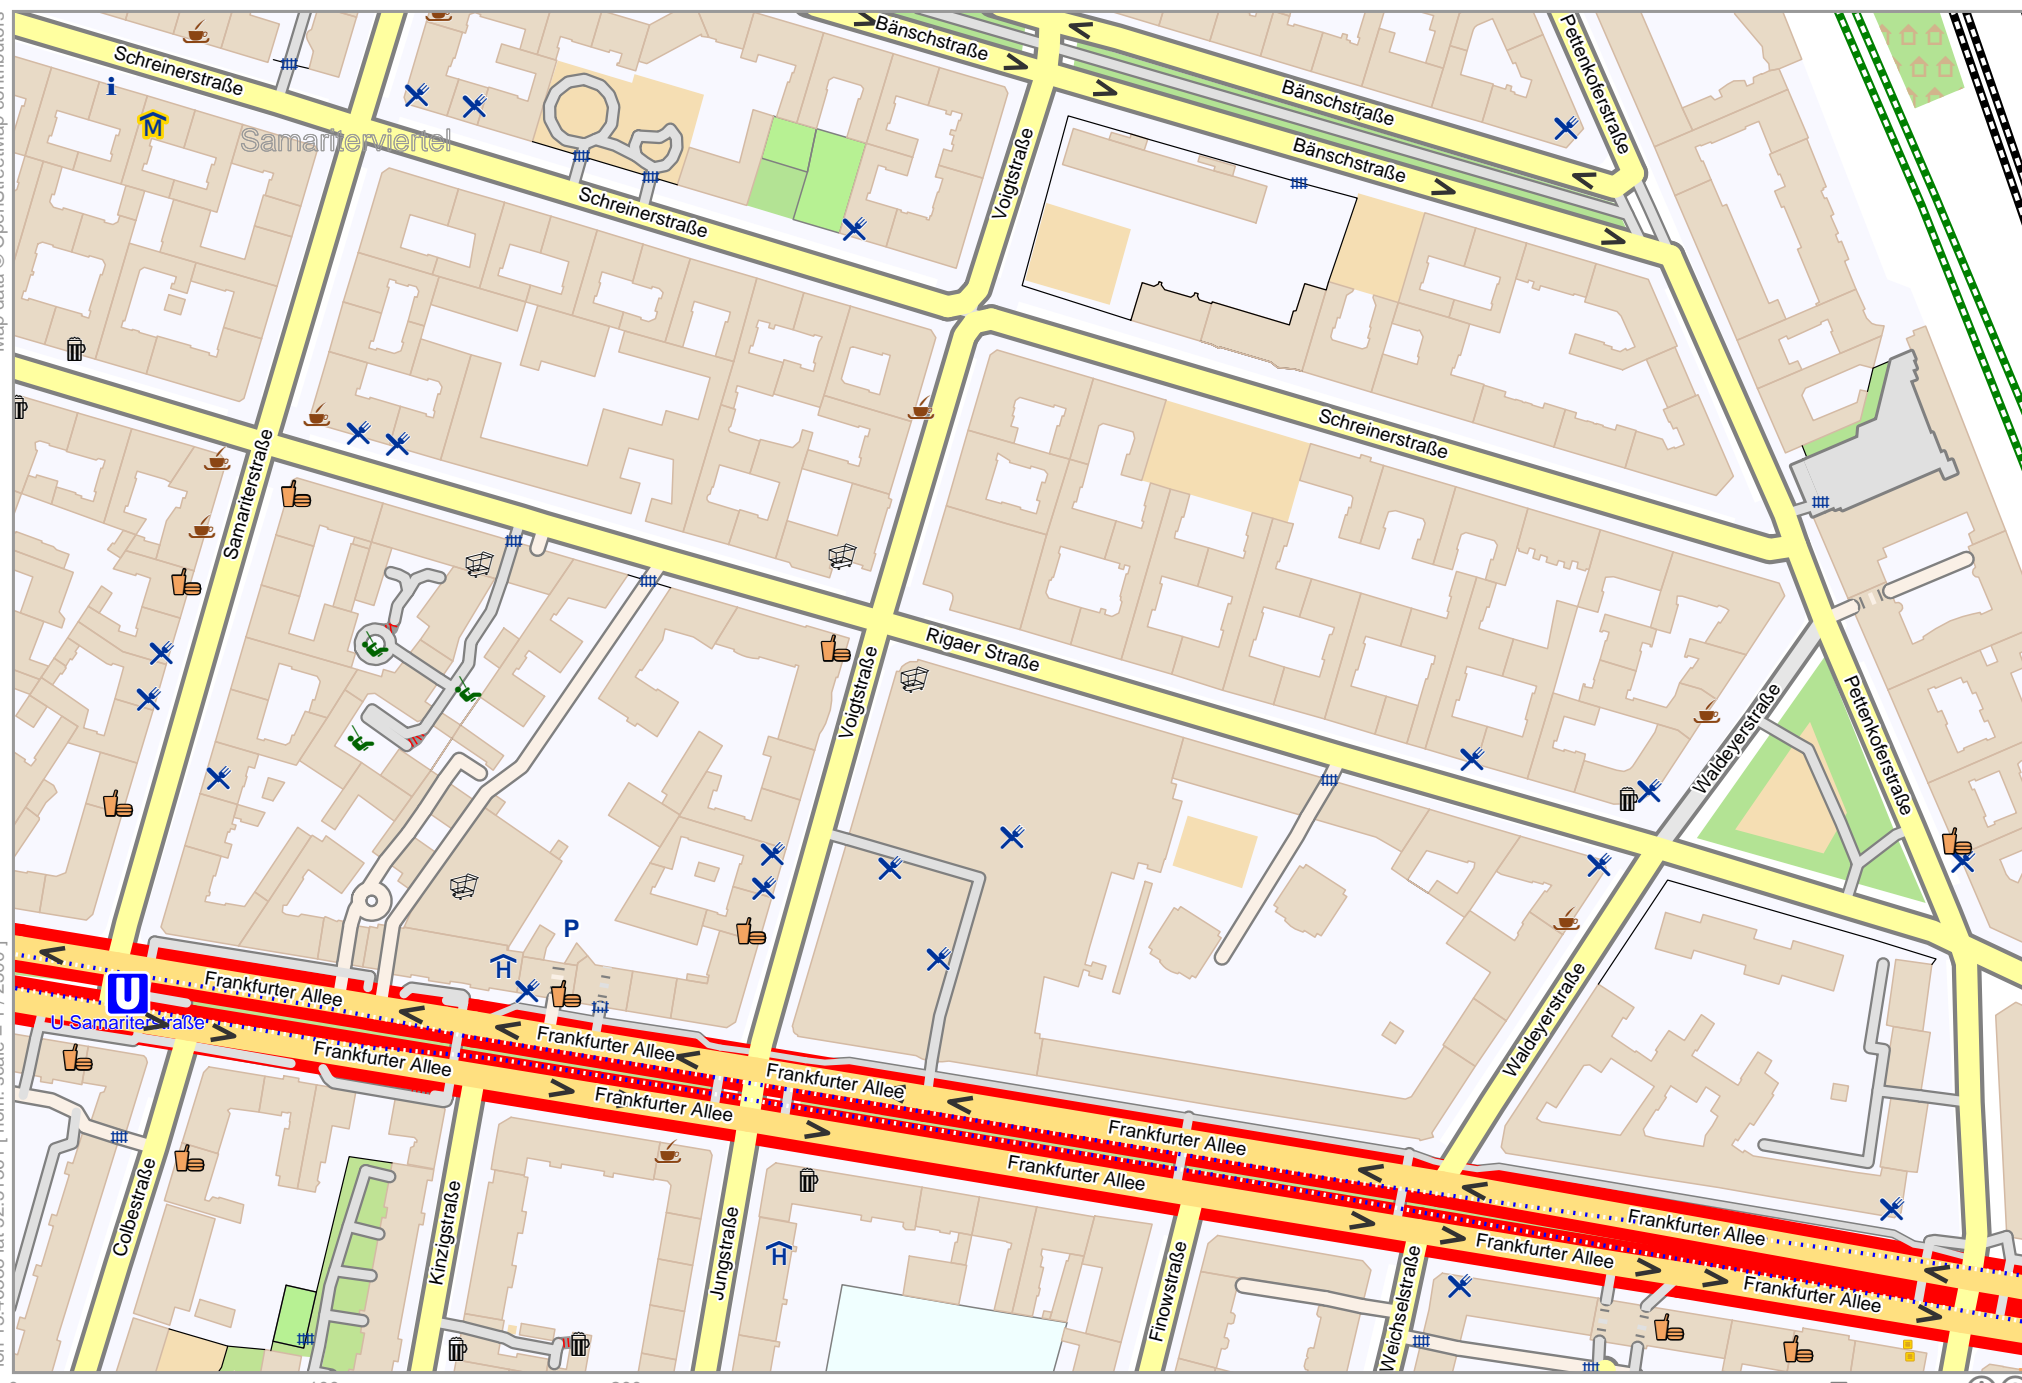 Bänschstraße
Pettenkoferstraße
Schreinerstraße
Bänschstraße
i
M
Samariterviertel
Voigtstraße
Bänschstraße
Schreinerstraße
Schreinerstraße
Samariterstraße
Rigaer Straße
Voigtstraße
Waldeyerstraße
Pettenkoferstraße
P
H
U
Frankfurter Allee
U Samariterstraße
Waldeyerstraße
Frankfurter Allee
Frankfurter Allee
Frankfurter Allee
Frankfurter Allee
Frankfurter Allee
Frankfurter Allee
Colbestraße
Kinzigstraße
Jungstraße
H
Finowstraße
Weichselstraße
Frankfurter Allee
Frankfurter Allee
Frankfurter Allee